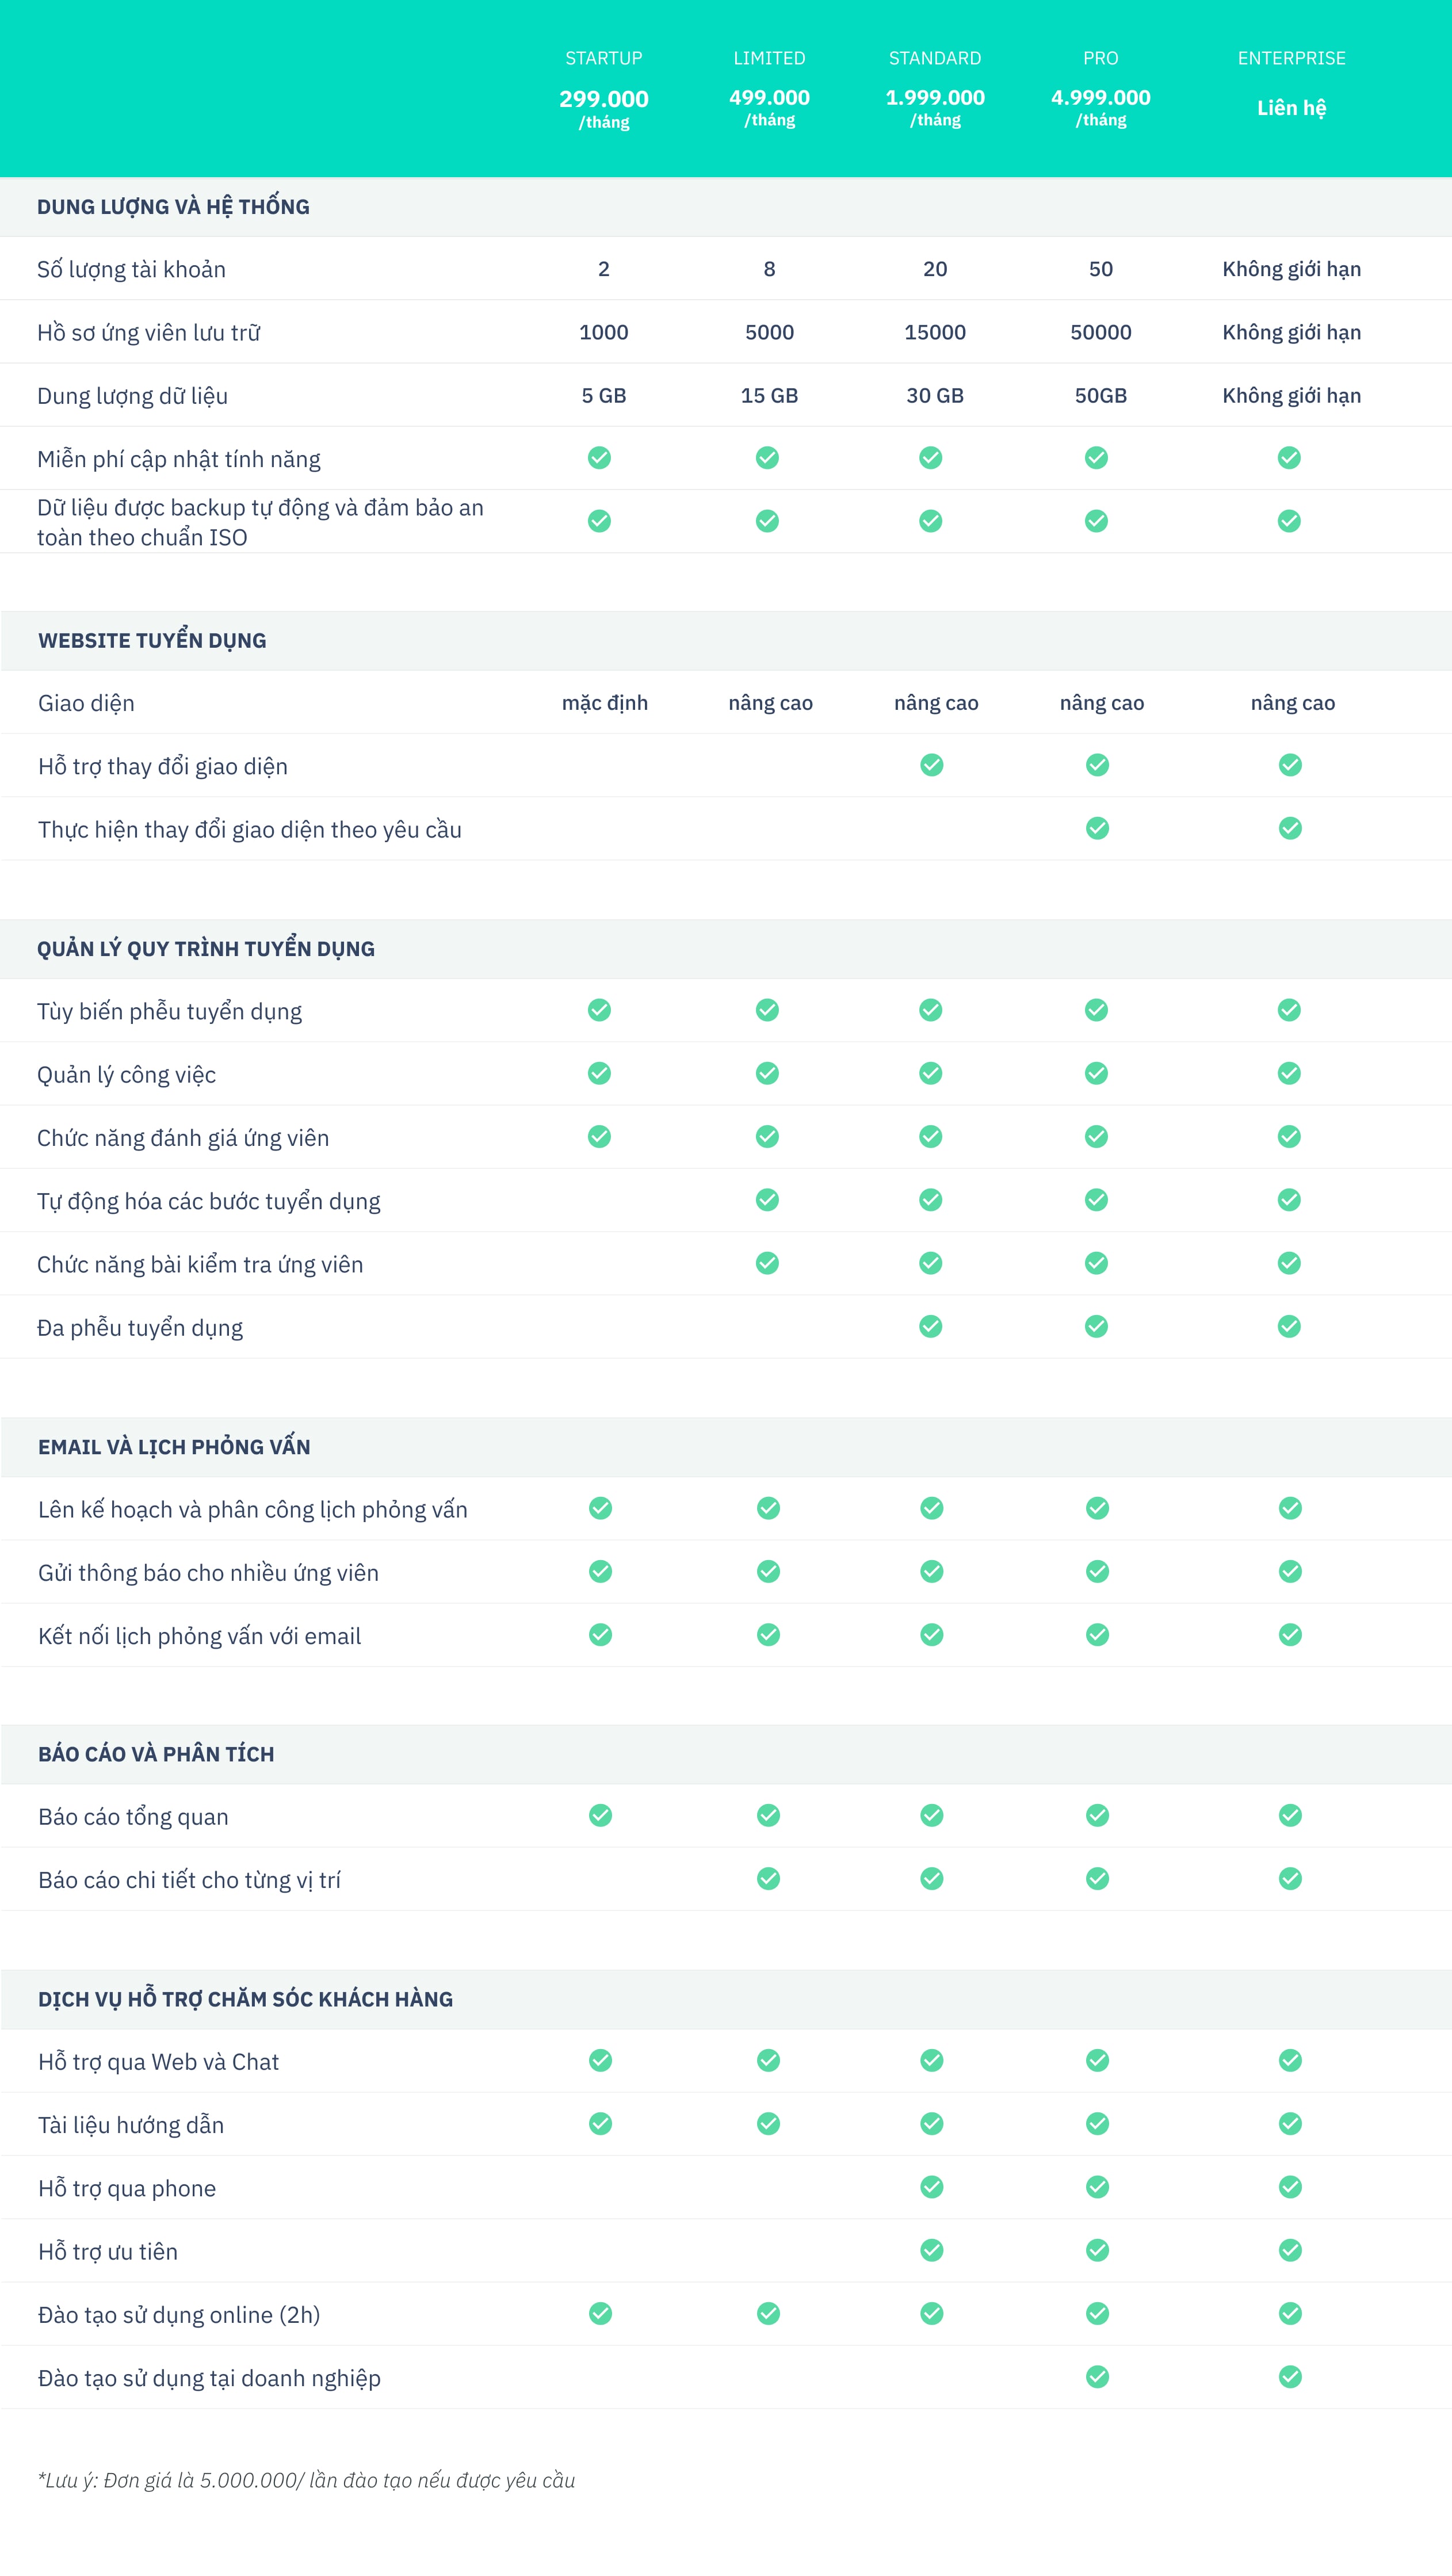 STARTUP LIMITED STANDARD PRO ENTERPRISE
299.000 499.000 1.999.000 4.999.000 Liên hệ
/tháng /tháng /tháng /tháng
DUNG LƯỢNG VÀ HỆ THỐNG
Số lượng tài khoản 2 8 20 50 Không giới hạn
Hồ sơ ứng viên lưu trữ 1000 5000 15000 50000 Không giới hạn
Dung lượng dữ liệu 5 GB 15 GB 30 GB 50GB Không giới hạn
Miễn phí cập nhật tính năng
Dữ liệu được backup tự động và đảm bảo an
toàn theo chuẩn ISO
WEBSITE TUYỂN DỤNG
Giao diện mặc định nâng cao nâng cao nâng cao nâng cao
Hỗ trợ thay đổi giao diện
Thực hiện thay đổi giao diện theo yêu cầu
QUẢN LÝ QUY TRÌNH TUYỂN DỤNG
Tùy biến phễu tuyển dụng
Quản lý công việc
Chức năng đánh giá ứng viên
Tự động hóa các bước tuyển dụng
Chức năng bài kiểm tra ứng viên
Đa phễu tuyển dụng
EMAIL VÀ LỊCH PHỎNG VẤN
Lên kế hoạch và phân công lịch phỏng vấn
Gửi thông báo cho nhiều ứng viên
Kết nối lịch phỏng vấn với email
BÁO CÁO VÀ PHÂN TÍCH
Báo cáo tổng quan
Báo cáo chi tiết cho từng vị trí
DỊCH VỤ HỖ TRỢ CHĂM SÓC KHÁCH HÀNG
Hỗ trợ qua Web và Chat
Tài liệu hướng dẫn
Hỗ trợ qua phone
Hỗ trợ ưu tiên
Đào tạo sử dụng online (2h)
Đào tạo sử dụng tại doanh nghiệp
*Lưu ý: Đơn giá là 5.000.000/ lần đào tạo nếu được yêu cầu